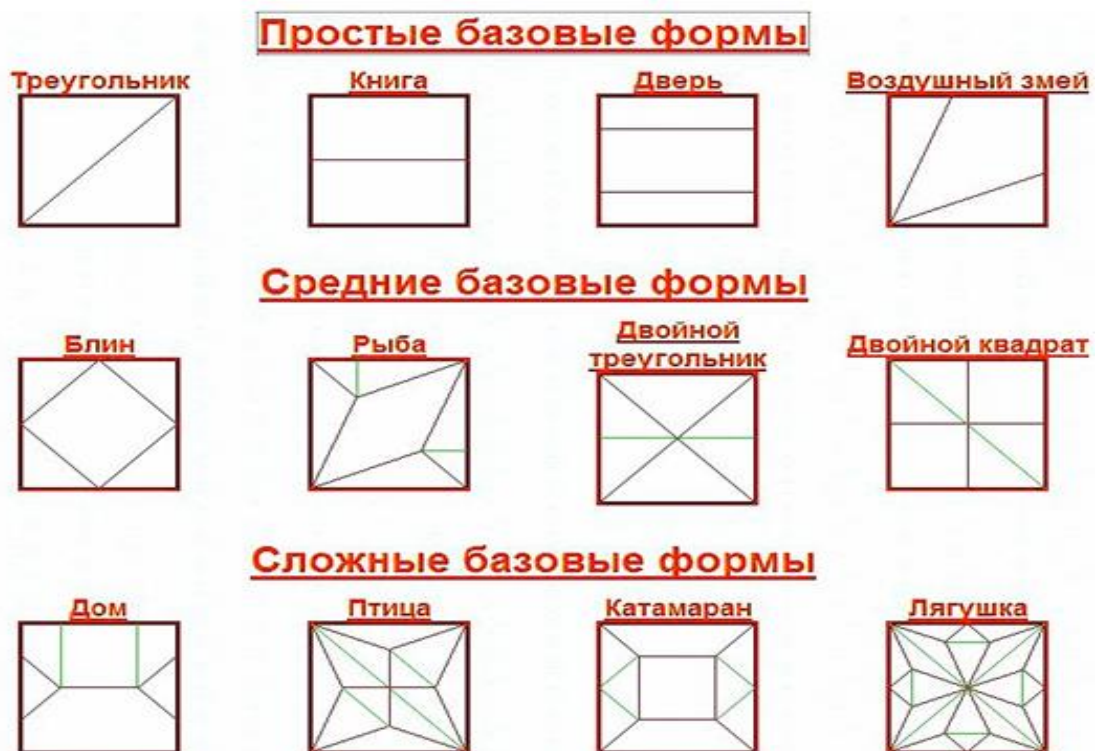 Простые базовые формы
Треугольник
Книга
Дверь
Воздушный змей
Средние базовые формы
Блин
Рыба
Двойной
треугольник
Двойной квадрат
Сложные базовые формы
Дом
Птица
Катамаран
Лягушка